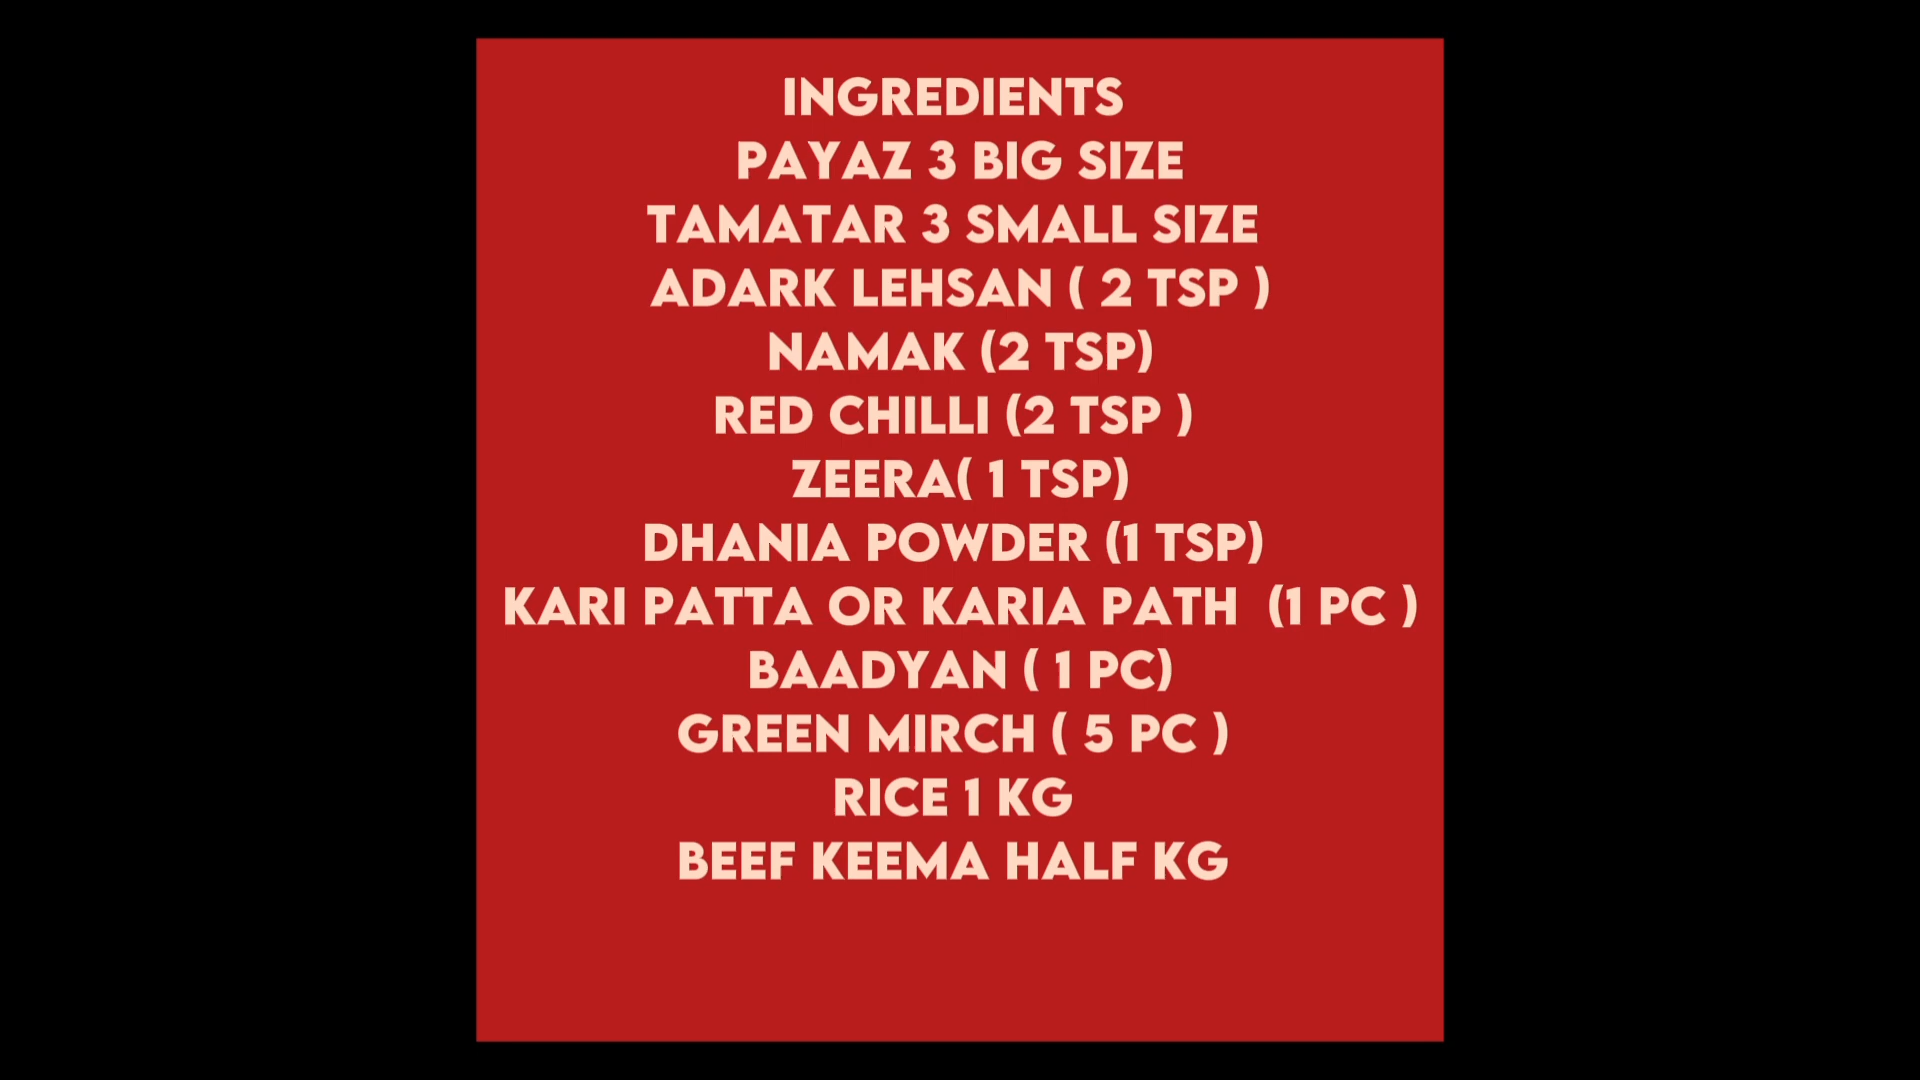 INGREDIENTS
PAYAZ 3 BIG SIZE
TAMATAR 3 SMALL SIZE
ADARK LEHSAN ( 2 TSP )
NAMAK (2 TSP)
RED CHILLI (2 TSP )
ZEERA( 1 TSP)
DHANIA POWDER (1 TSP)
KARI PATTA OR KARIA PATH  (1 PC )
BAADYAN ( 1 PC)
GREEN MIRCH ( 5 PC )
RICE 1 KG
BEEF KEEMA HALF KG